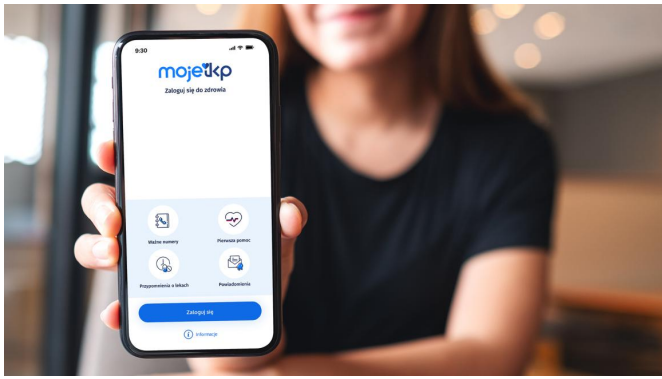 9:30
mojeikp
Zaloguj się do zdrowia
Ważne numery
Pierwsza pomoc
Przypomnienia o lekach
Powiadomienia
Zaloguj się
Informacje